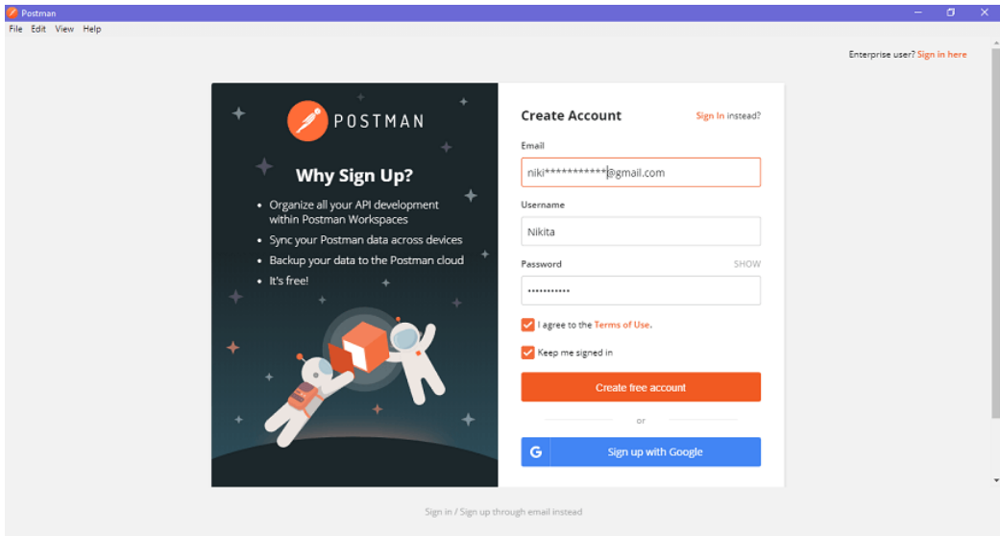 Postman
File Edit View Help
Enterprise user? Sign in here
POSTMAN
Why Sign Up?
• Organize all your API development
within Postman Workspaces
• Sync your Postman data across devices
• Backup your data to the Postman cloud
• It's free!
Create Account
Sign In instead?
Email
niki***********@gmail.com
Username
Nikita
Password
SHOW
•••••••••••
I agree to the Terms of Use.
Keep me signed in
Create free account
or
G
Sign up with Google
Sign in / Sign up through email instead